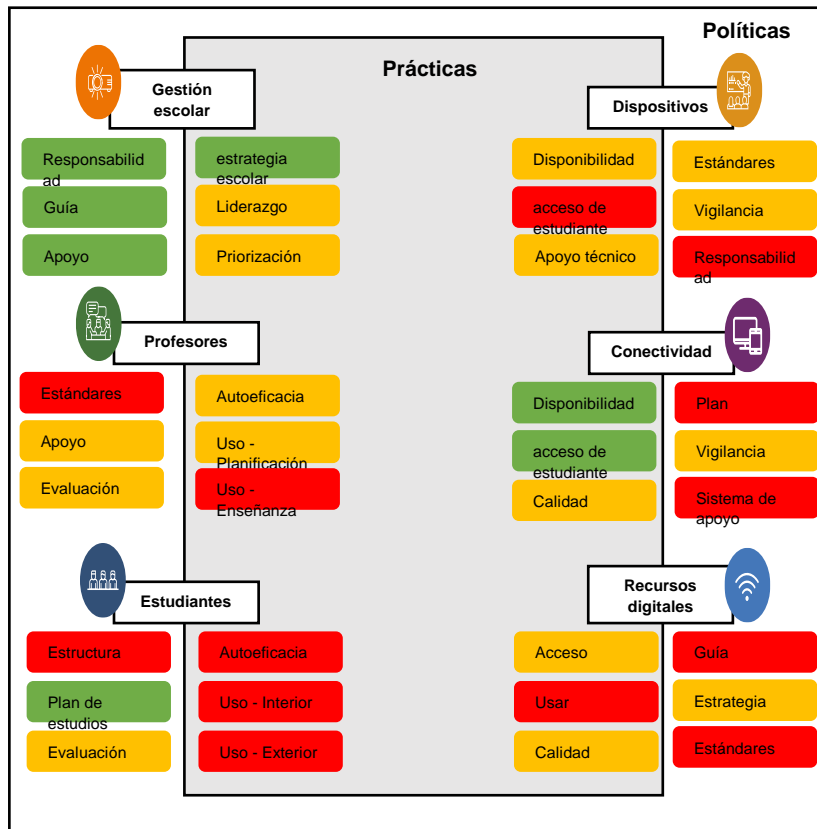 Políticas
Prácticas
Gestión
escolar
Responsabilid
ad
Guía
Apoyo
estrategia
escolar
Liderazgo
Priorización
Dispositivos
Disponibilidad
acceso de
estudiante
Apoyo técnico
Estándares
Vigilancia
Responsabilid
ad
Profesores
Estándares
Apoyo
Evaluación
Autoeficacia
Uso -
Planificación
Uso -
Enseñanza
Conectividad
Disponibilidad
acceso de
estudiante
Calidad
Plan
Vigilancia
Sistema de
apoyo
Estudiantes
Estructura
Plan de
estudios
Evaluación
Autoeficacia
Uso - Interior
Uso - Exterior
Recursos
digitales
Acceso
Usar
Calidad
Guía
Estrategia
Estándares